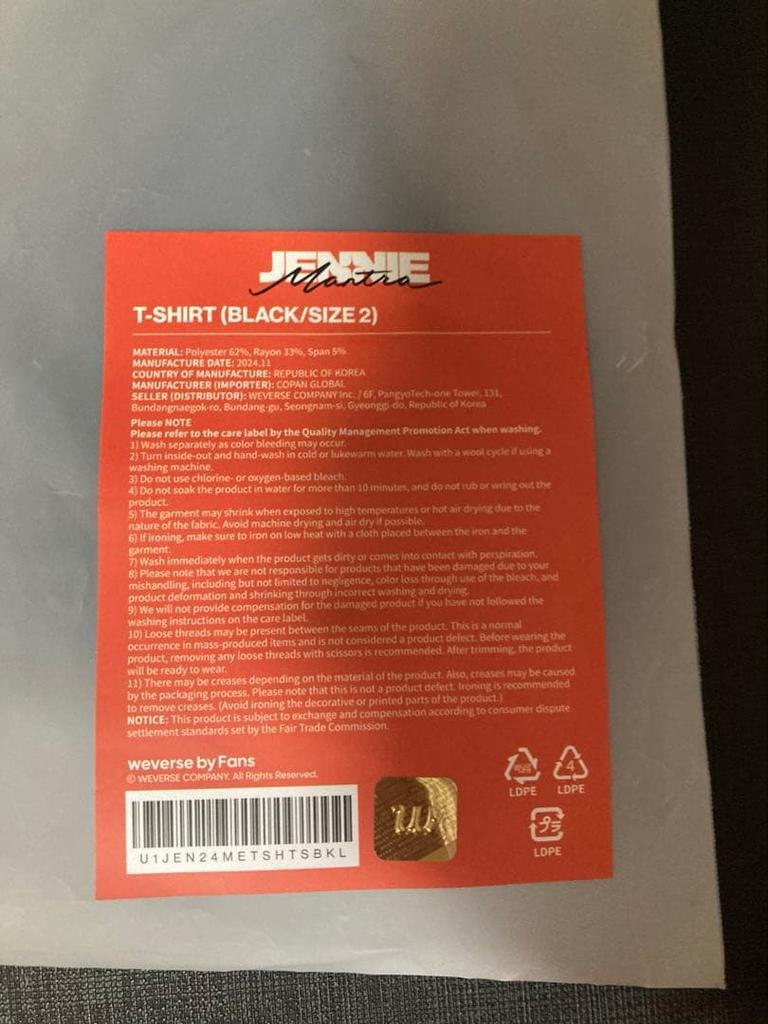 JENNIE
Mantra
T-SHIRT (BLACK/SIZE 2)
MATERIAL: Polyester 62%, Rayon 33%, Span 5%
MANUFACTURE DATE: 2024.11
COUNTRY OF MANUFACTURE: REPUBLIC OF KOREA
MANUFACTURER (IMPORTER): COPAN GLOBAL
SELLER (DISTRIBUTOR): WEVERSE COMPANY Inc. / 6F, PangyoTech-one Tower, 131,
Bundangnaegok-ro, Bundang-gu, Seongnam-si, Gyeonggi-do, Republic of Korea
Please NOTE
Please refer to the care label by the Quality Management Promotion Act when washing.
1) Wash separately as color bleeding may occur.
2) Turn inside-out and hand-wash in cold or lukewarm water. Wash with a wool cycle if using a
washing machine.
3) Do not use chlorine- or oxygen-based bleach.
4) Do not soak the product in water for more than 10 minutes, and do not rub or wring out the
product.
5) The garment may shrink when exposed to high temperatures or hot air drying due to the
nature of the fabric. Avoid machine drying and air dry if possible.
6) If ironing, make sure to iron on low heat with a cloth placed between the iron and the
garment.
7) Wash immediately when the product gets dirty or comes into contact with perspiration.
8) Please note that we are not responsible for products that have been damaged due to your
mishandling, including but not limited to negligence, color loss through use of the bleach, and
product deformation and shrinking through incorrect washing and drying.
9) We will not provide compensation for the damaged product if you have not followed the
washing instructions on the care label.
10) Loose threads may be present between the seams of the product. This is a normal
occurrence in mass-produced items and is not considered a product defect. Before wearing the
product, removing any loose threads with scissors is recommended. After trimming, the product
will be ready to wear.
11) There may be creases depending on the material of the product. Also, creases may be caused
by the packaging process. Please note that this is not a product defect. Ironing is recommended
to remove creases. (Avoid ironing the decorative or printed parts of the product.)
NOTICE: This product is subject to exchange and compensation according to consumer dispute
settlement standards set by the Fair Trade Commission.
weverse by Fans
© WEVERSE COMPANY. All Rights Reserved.
U1JEN24METSHTSBKL
LDPE
4
LDPE
プラ
LDPE